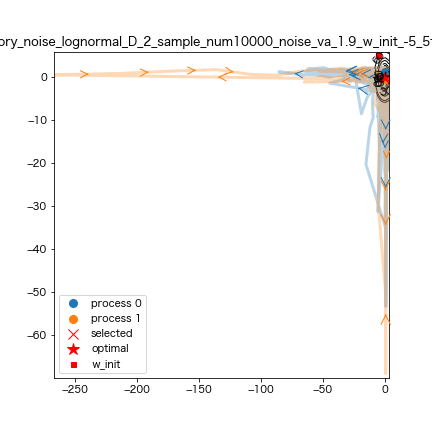 ory_noise_lognormal_D_2_sample_num10000_noise_va_1.9_w_init_-5_5
0
−10
−20
−30
−40
−50
−60
−250
−200
−150
−100
−50
0
process 0
process 1
selected
optimal
w_init